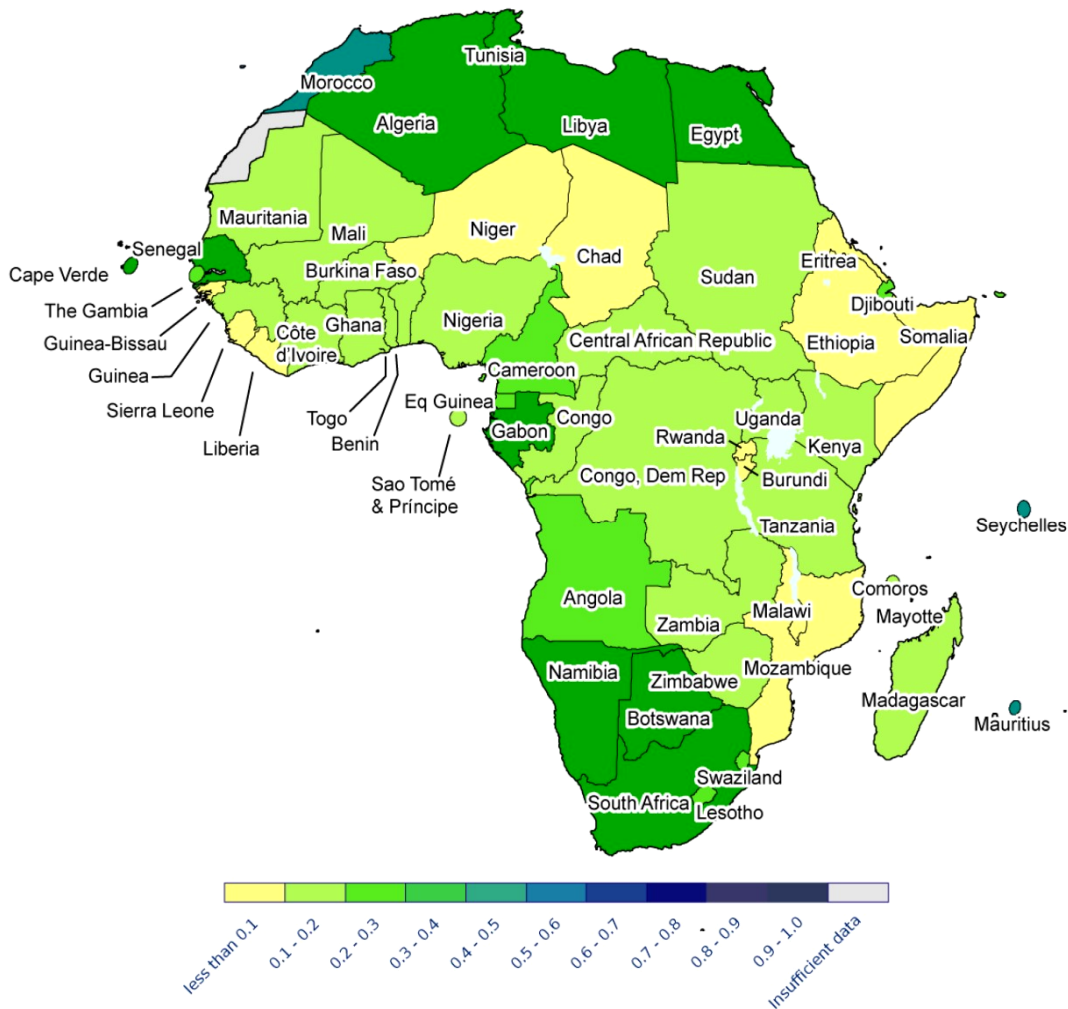 Tunisia
Morocco
Algeria
Libya
Egypt
Mauritania
Mali
Niger
Chad
Senegal
Cape Verde
Burkina Faso
Sudan
Eritrea
Djibouti
The Gambia
Guinea-Bissau
Guinea
Sierra Leone
Liberia
Côte
d'Ivoire
Ghana
Nigeria
Central African Republic
Ethiopia
Somalia
Cameroon
Togo
Benin
Eq Guinea
Gabon
Congo
Uganda
Kenya
Rwanda
Burundi
Congo, Dem Rep
Sao Tomé
& Príncipe
Tanzania
Seychelles
Angola
Zambia
Malawi
Comoros
Mayotte
Mozambique
Namibia
Zimbabwe
Botswana
Madagascar
Mauritius
Swaziland
South Africa
Lesotho
less than 0.1
0.1 - 0.2
0.2 - 0.3
0.3 - 0.4
0.4 - 0.5
0.5 - 0.6
0.6 - 0.7
0.7 - 0.8
0.8 - 0.9
0.9 - 1.0
Insufficient data